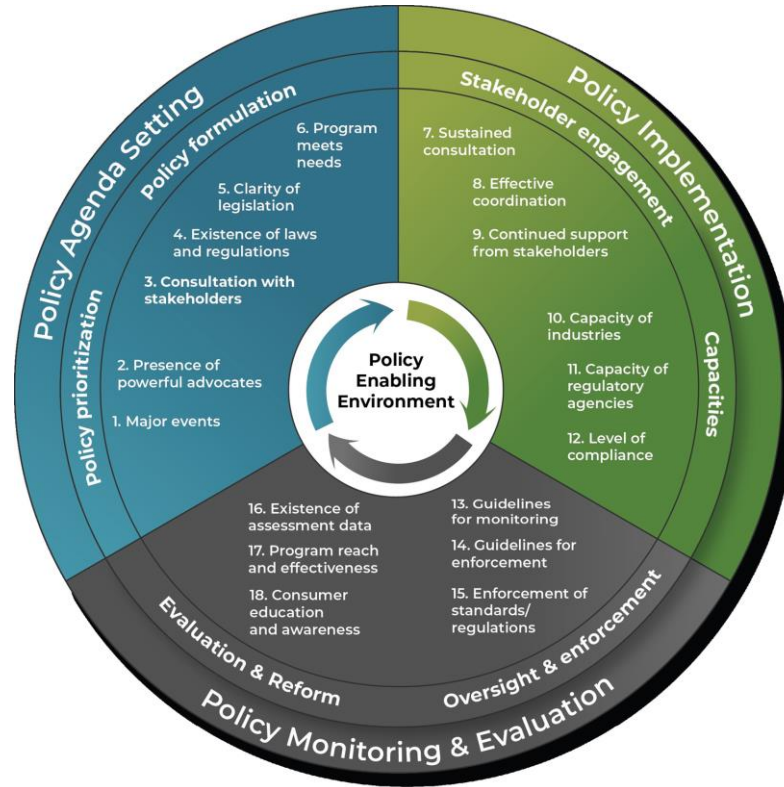 Policy Agenda Setting
Policy formulation
Policy prioritization
1. Major events
2. Presence of
powerful advocates
3. Consultation with
stakeholders
4. Existence of laws
and regulations
5. Clarity of
legislation
6. Program
meets
needs
Policy Implementation
Stakeholder engagement
Capacities
7. Sustained
consultation
8. Effective
coordination
9. Continued support
from stakeholders
10. Capacity of
industries
11. Capacity of
regulatory
agencies
12. Level of
compliance
Policy
Enabling
Environment
13. Guidelines
for monitoring
14. Guidelines for
enforcement
15. Enforcement of
standards/
regulations
16. Existence of
assessment data
17. Program reach
and effectiveness
18. Consumer
education
and awareness
Evaluation & Reform
Oversight & enforcement
Policy Monitoring & Evaluation